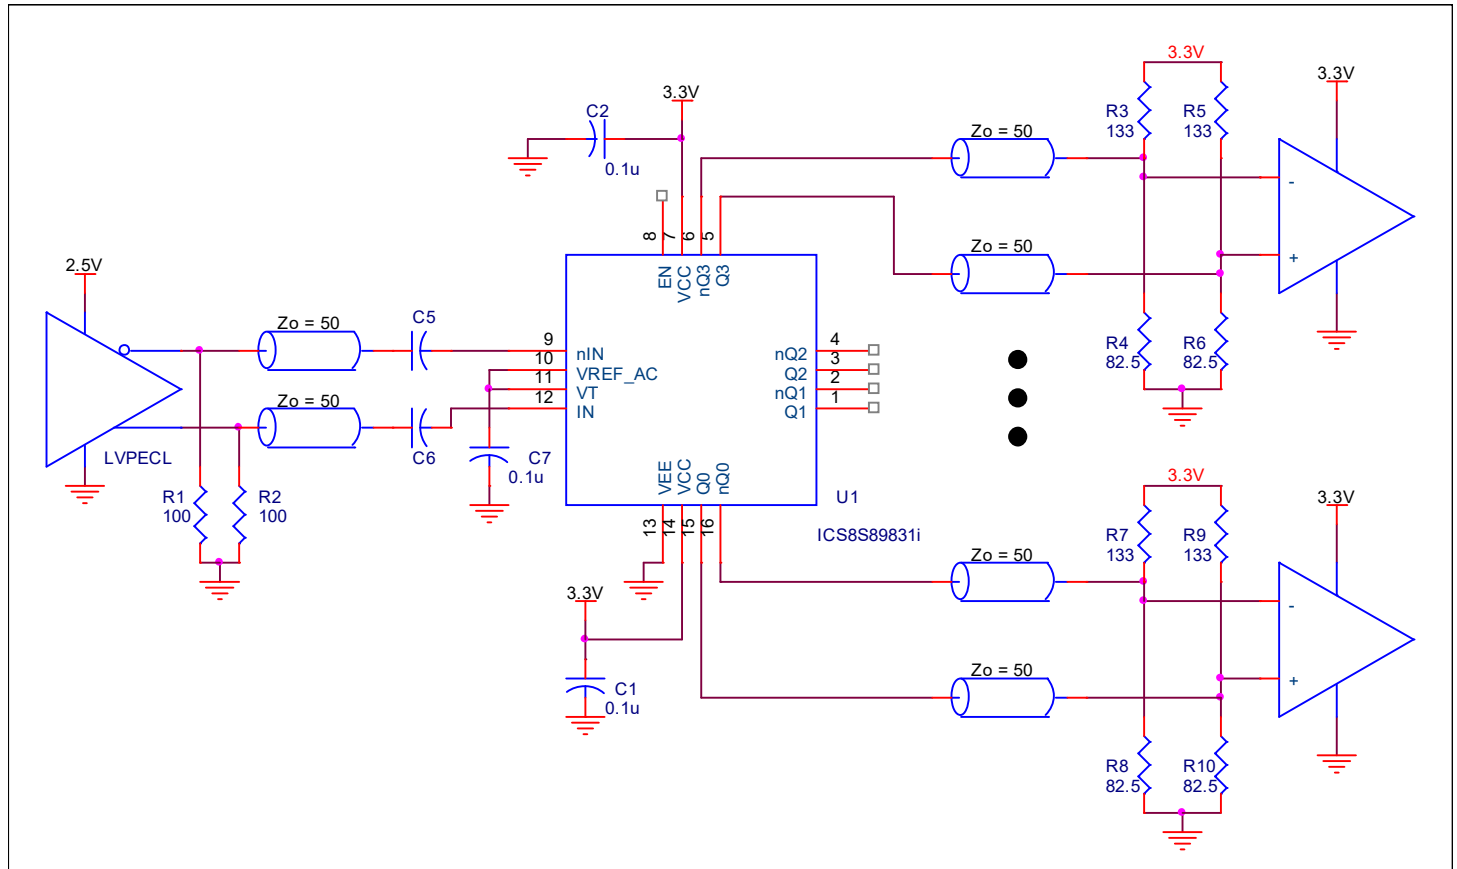 3.3V
3.3V
3.3V
C2
0.1u
R3
133
R5
133
Zo = 50
-
+
8
7
6
5
EN
VCC
nQ3
Q3
Zo = 50
2.5V
Zo = 50
C5
9
10
11
12
nIN
VREF_AC
VT
IN
4
3
2
1
nQ2
Q2
nQ1
Q1
R4
82.5
R6
82.5
Zo = 50
C6
LVPECL
C7
0.1u
R1
100
R2
100
VEE
VCC
Q0
nQ0
13
14
15
16
U1
ICS8S89831i
3.3V
3.3V
R7
133
R9
133
Zo = 50
-
+
3.3V
C1
0.1u
Zo = 50
R8
82.5
R10
82.5